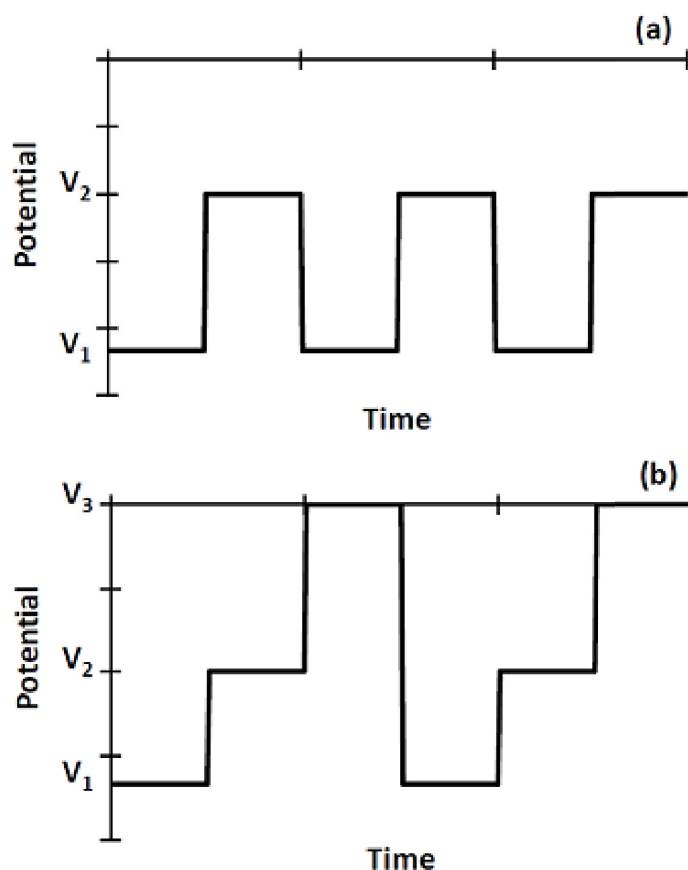 (a)
Potential
V₂
V₁
Time
(b)
V₃
Potential
V₂
V₁
Time